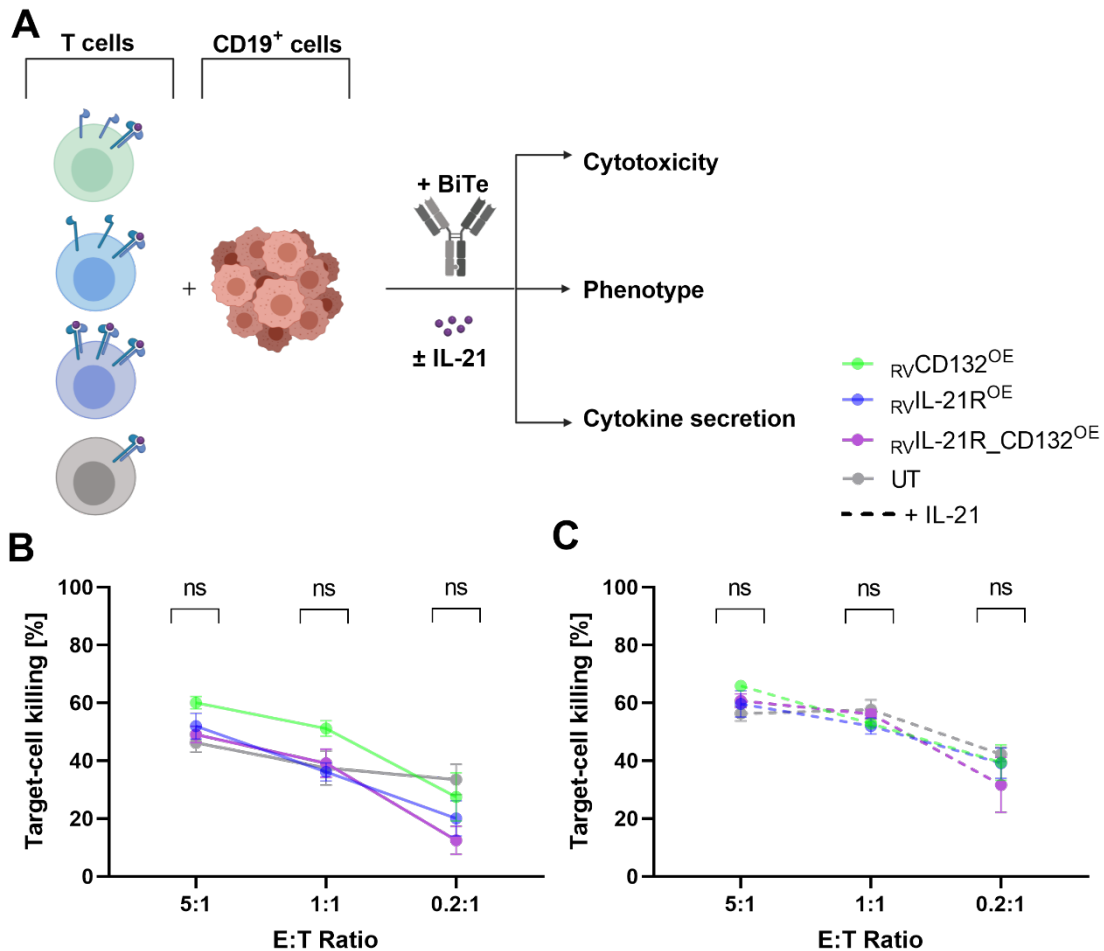 A
T cells
CD19+ cells
+
+ BiTe
± IL-21
Cytotoxicity
Phenotype
Cytokine secretion
RVCD132OE
RVIL-21ROE
RVIL-21R_CD132OE
UT
+ IL-21
B
ns
ns
ns
Target-cell killing [%]
100
80
60
40
20
0
5:1
1:1
0.2:1
E:T Ratio
C
ns
ns
ns
Target-cell killing [%]
100
80
60
40
20
0
5:1
1:1
0.2:1
E:T Ratio